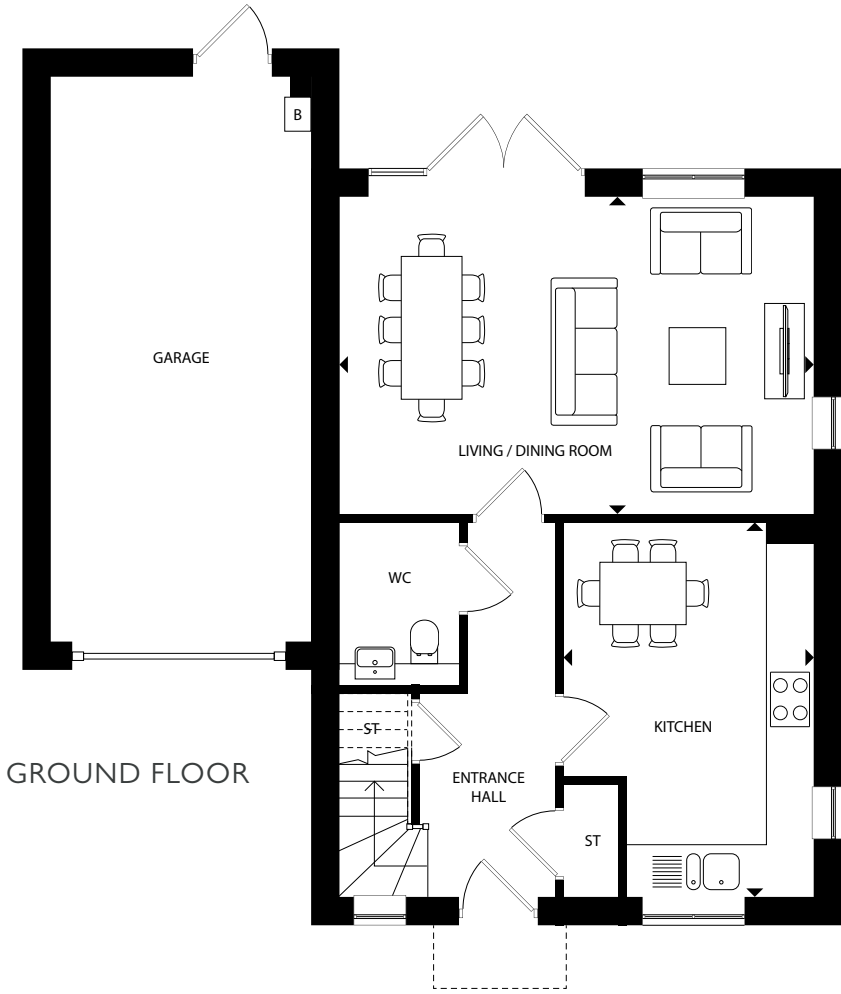 B
GARAGE
LIVING / DINING ROOM
WC
ST
KITCHEN
GROUND FLOOR
ENTRANCE
HALL
ST